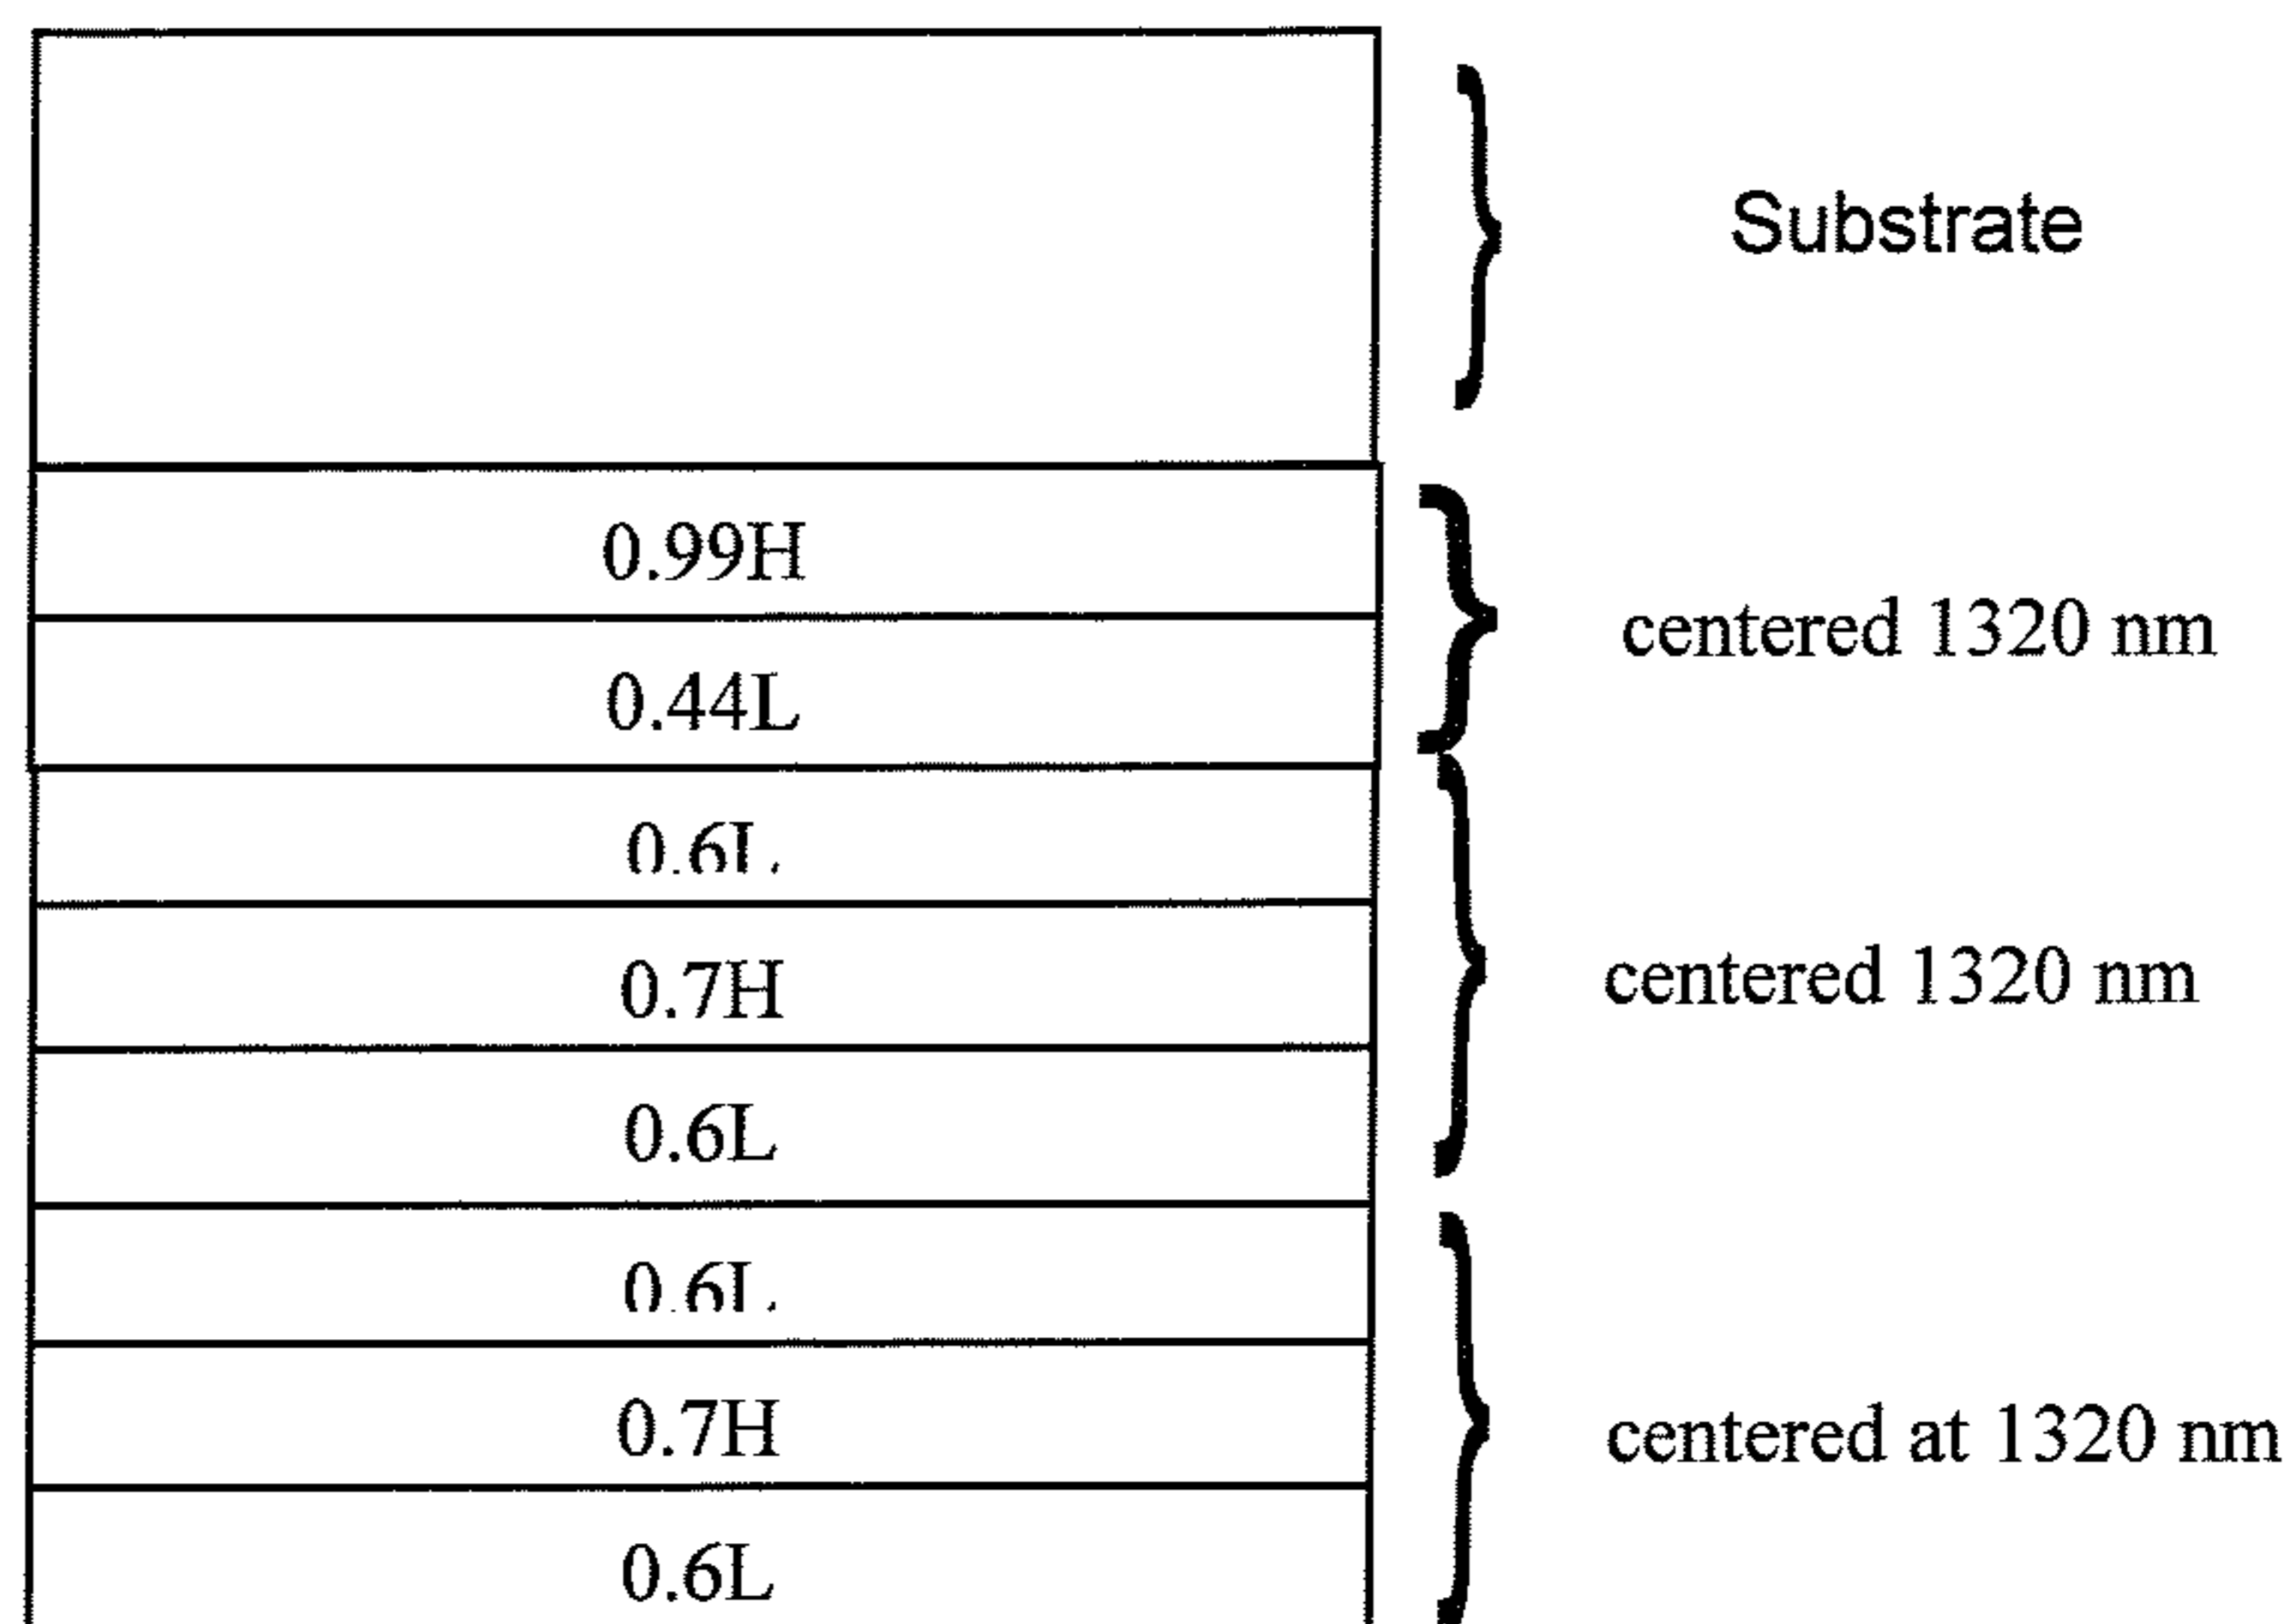 Substrate
0.99H
centered 1320 nm
0.44L
0.6L
0.7H
centered 1320 nm
0.6L
0.6L
0.7H
centered at 1320 nm
0.6L